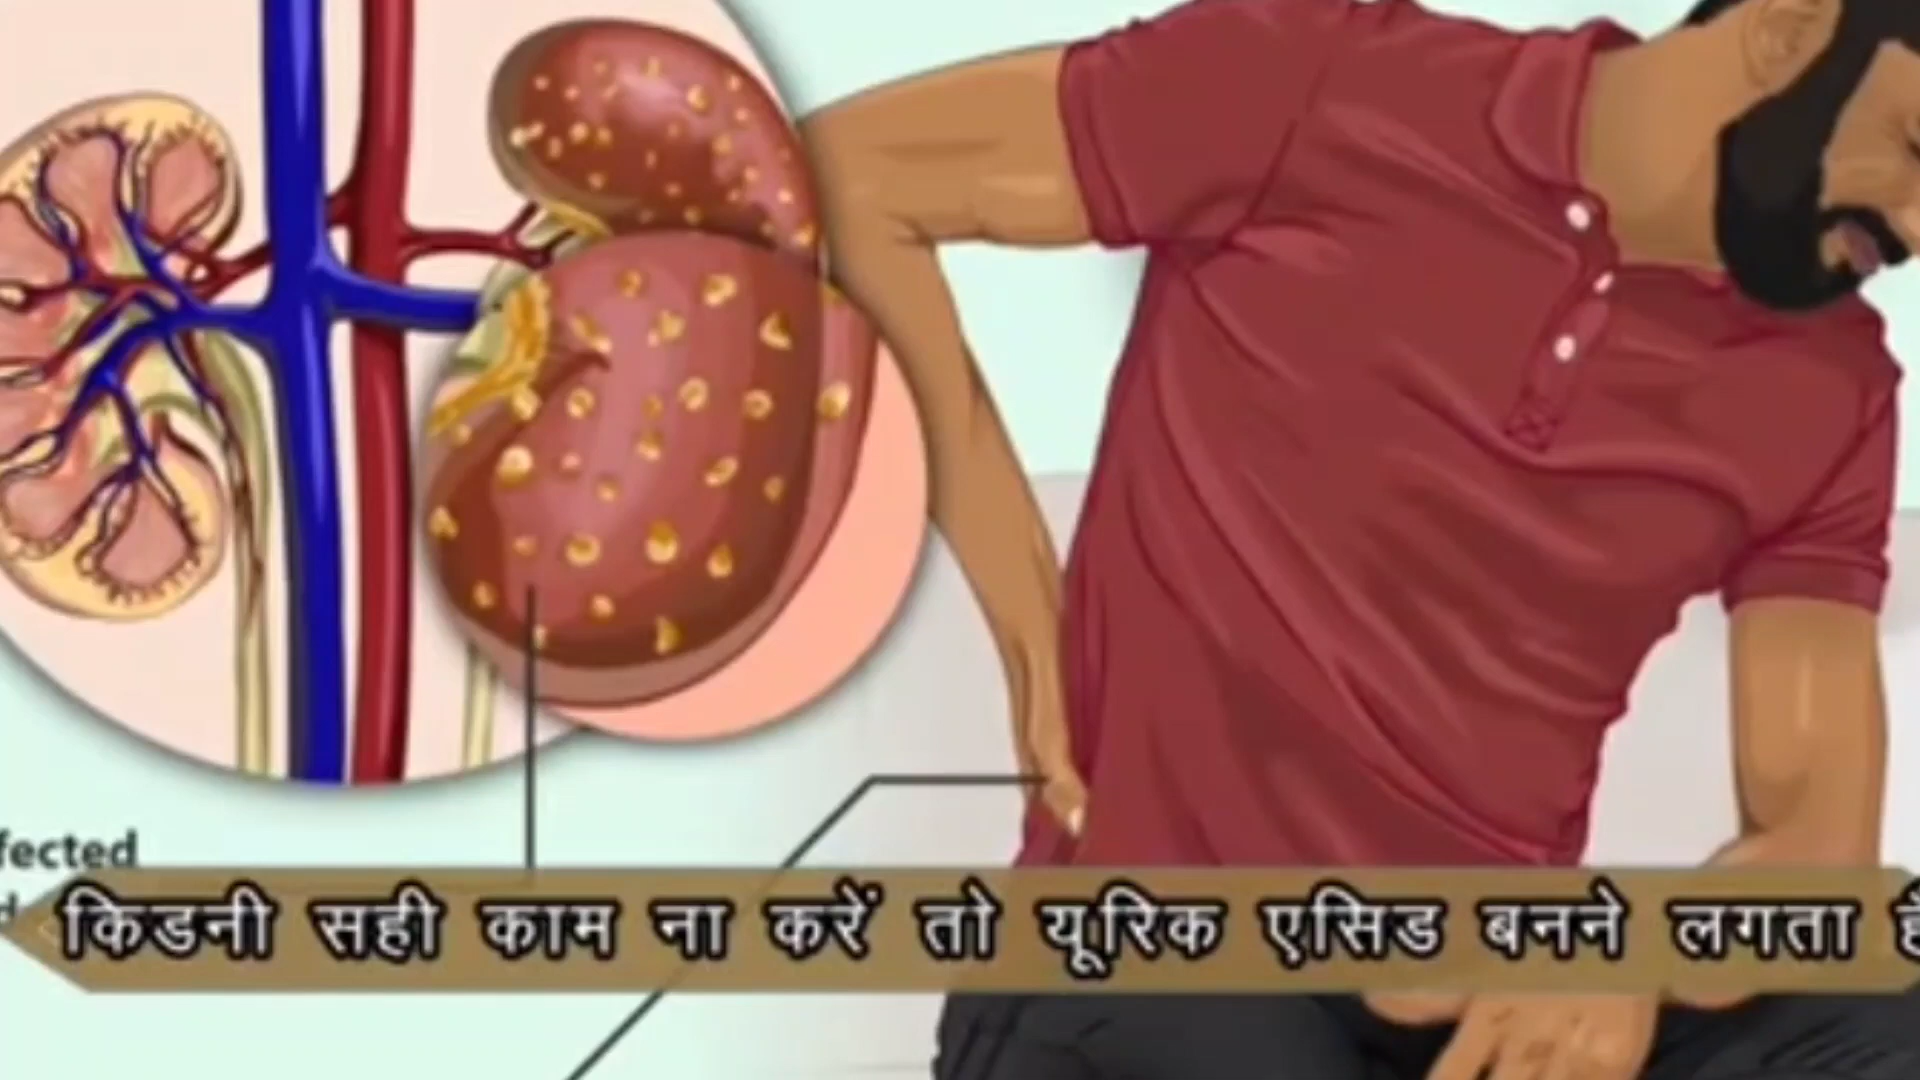 fected
d
किडनी सही काम ना करें तो यूरिक एसिड बनने लगता है